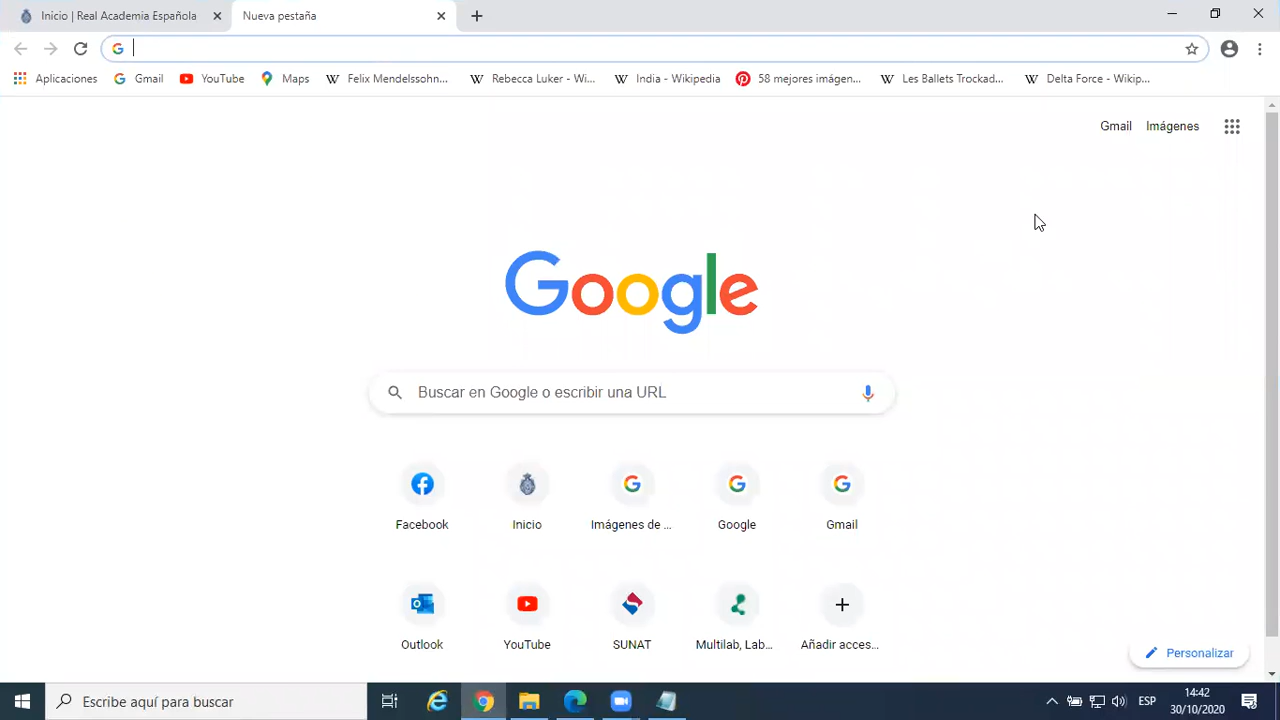 Inicio | Real Academia Española
Nueva pestaña
Aplicaciones Gmail YouTube Maps Felix Mendelssohn... Rebecca Luker - Wi... India - Wikipedia 58 mejores imágen... Les Ballets Trockad... Delta Force - Wikip...
Gmail Imágenes
Google
Buscar en Google o escribir una URL
Facebook Inicio Imágenes de ... Google Gmail
Outlook YouTube SUNAT Multilab, Lab... Añadir acces...
Personalizar
Escribe aquí para buscar
ESP
14:42
30/10/2020